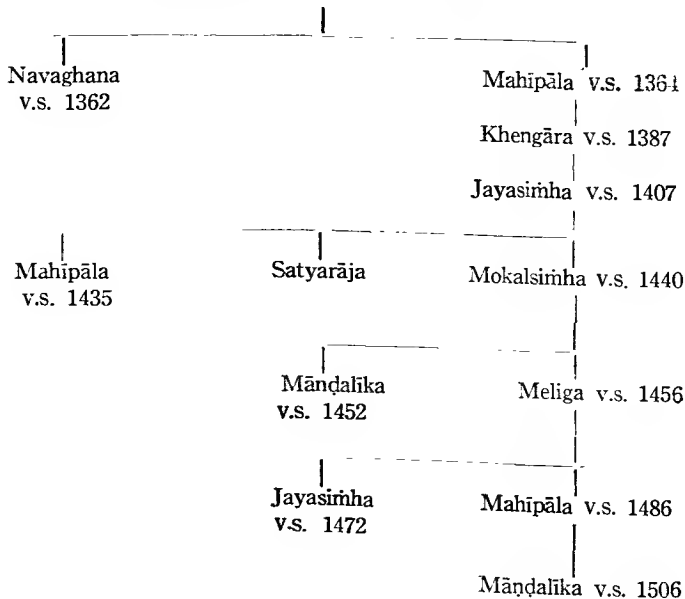 Navaghana
v.s. 1362
Mahīpāla v.s. 1364
Khengāra v.s. 1387
Jayasiṁha v.s. 1407
Mahīpāla
v.s. 1435
Satyarāja
Mokalsiṁha v.s. 1440
Māṇḍalīka
v.s. 1452
Meliga v.s. 1456
Jayasiṁha
v.s. 1472
Mahīpāla v.s. 1486
Māṇḍalīka v.s. 1506